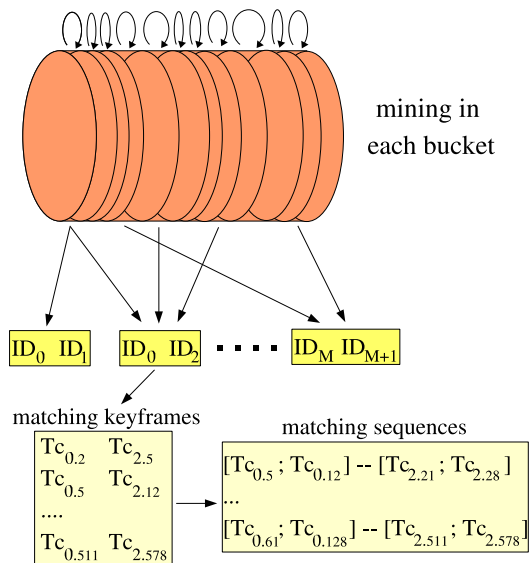 mining in
each bucket
ID0 ID1
ID0 ID2
....
IDM IDM+1
matching keyframes
Tc0.2 Tc2.5
Tc0.5 Tc2.12
....
Tc0.511 Tc2.578
matching sequences
[Tc0.5; Tc0.12] -- [Tc2.21; Tc2.28]
...
[Tc0.61; Tc0.128] -- [Tc2.511; Tc2.578]